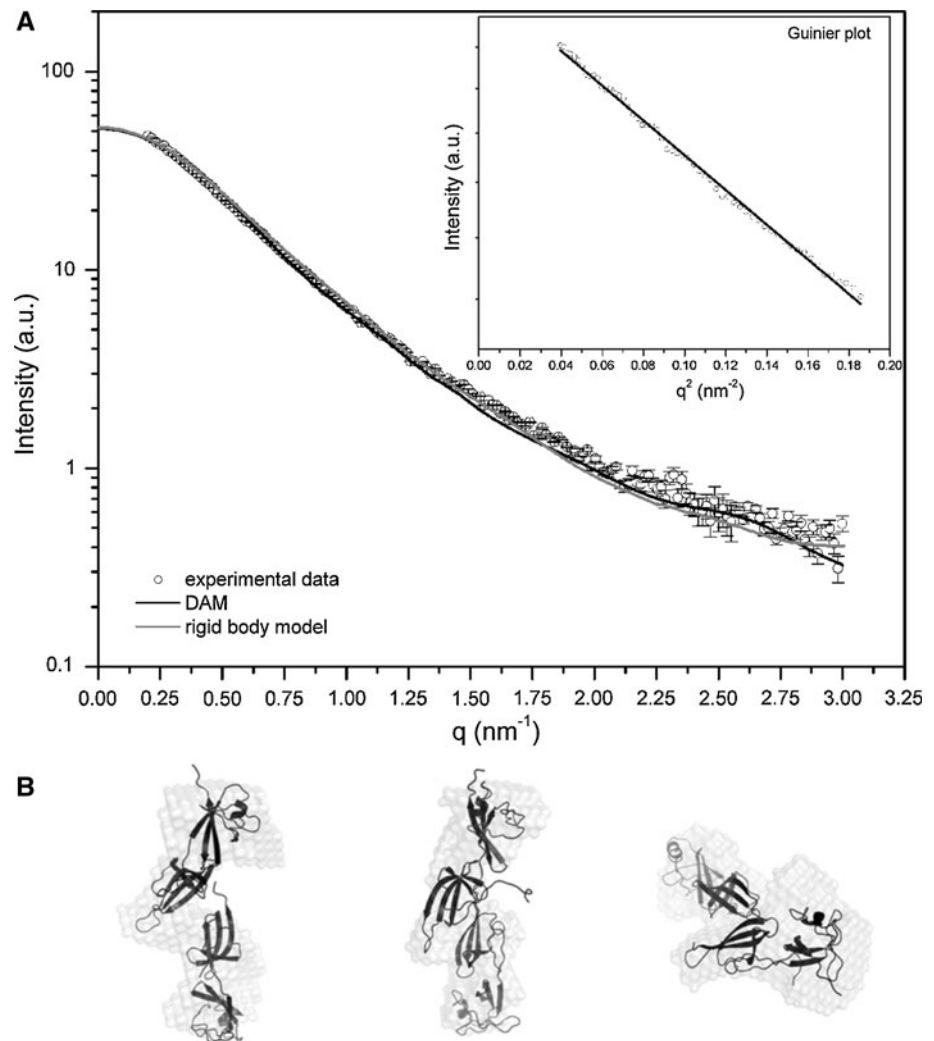 A
Guinier plot
Intensity (a.u.)
0.00 0.02 0.04 0.06 0.08 0.10 0.12 0.14 0.16 0.18 0.20
q² (nm⁻²)
Intensity (a.u.)
100
10
1
0.1
experimental data
DAM
rigid body model
0.00 0.25 0.50 0.75 1.00 1.25 1.50 1.75 2.00 2.25 2.50 2.75 3.00 3.25
q (nm⁻¹)
B